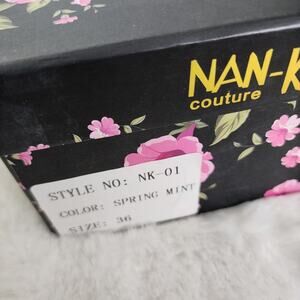 NAN-K
couture
STYLE NO: NK-01
COLOR: SPRING MINT
SIZE: 36